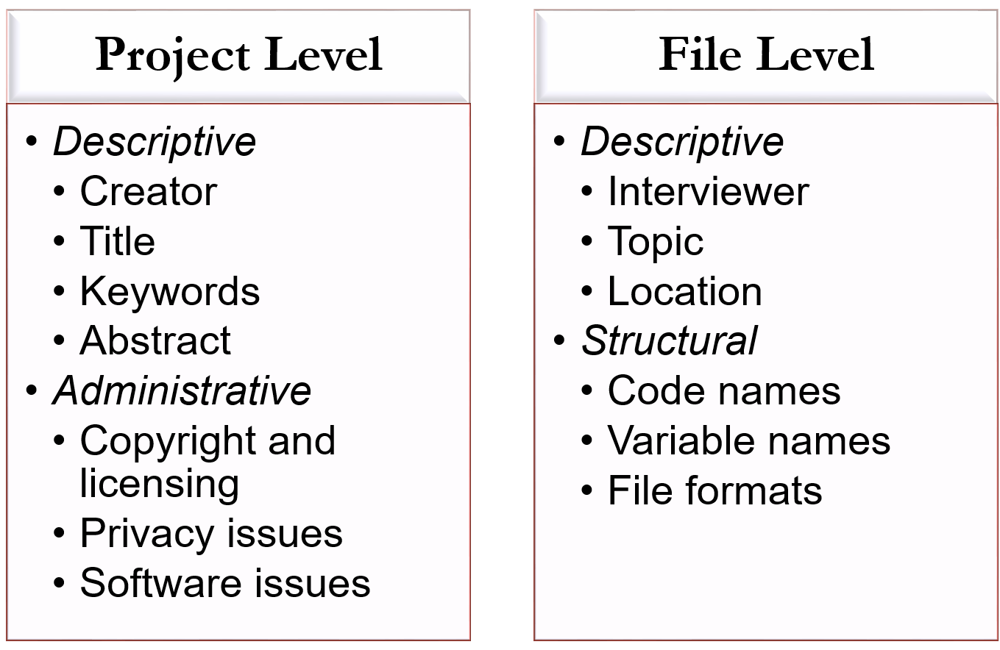 Project Level
• Descriptive
• Creator
• Title
• Keywords
• Abstract
• Administrative
• Copyright and
licensing
• Privacy issues
• Software issues
File Level
• Descriptive
• Interviewer
• Topic
• Location
• Structural
• Code names
• Variable names
• File formats